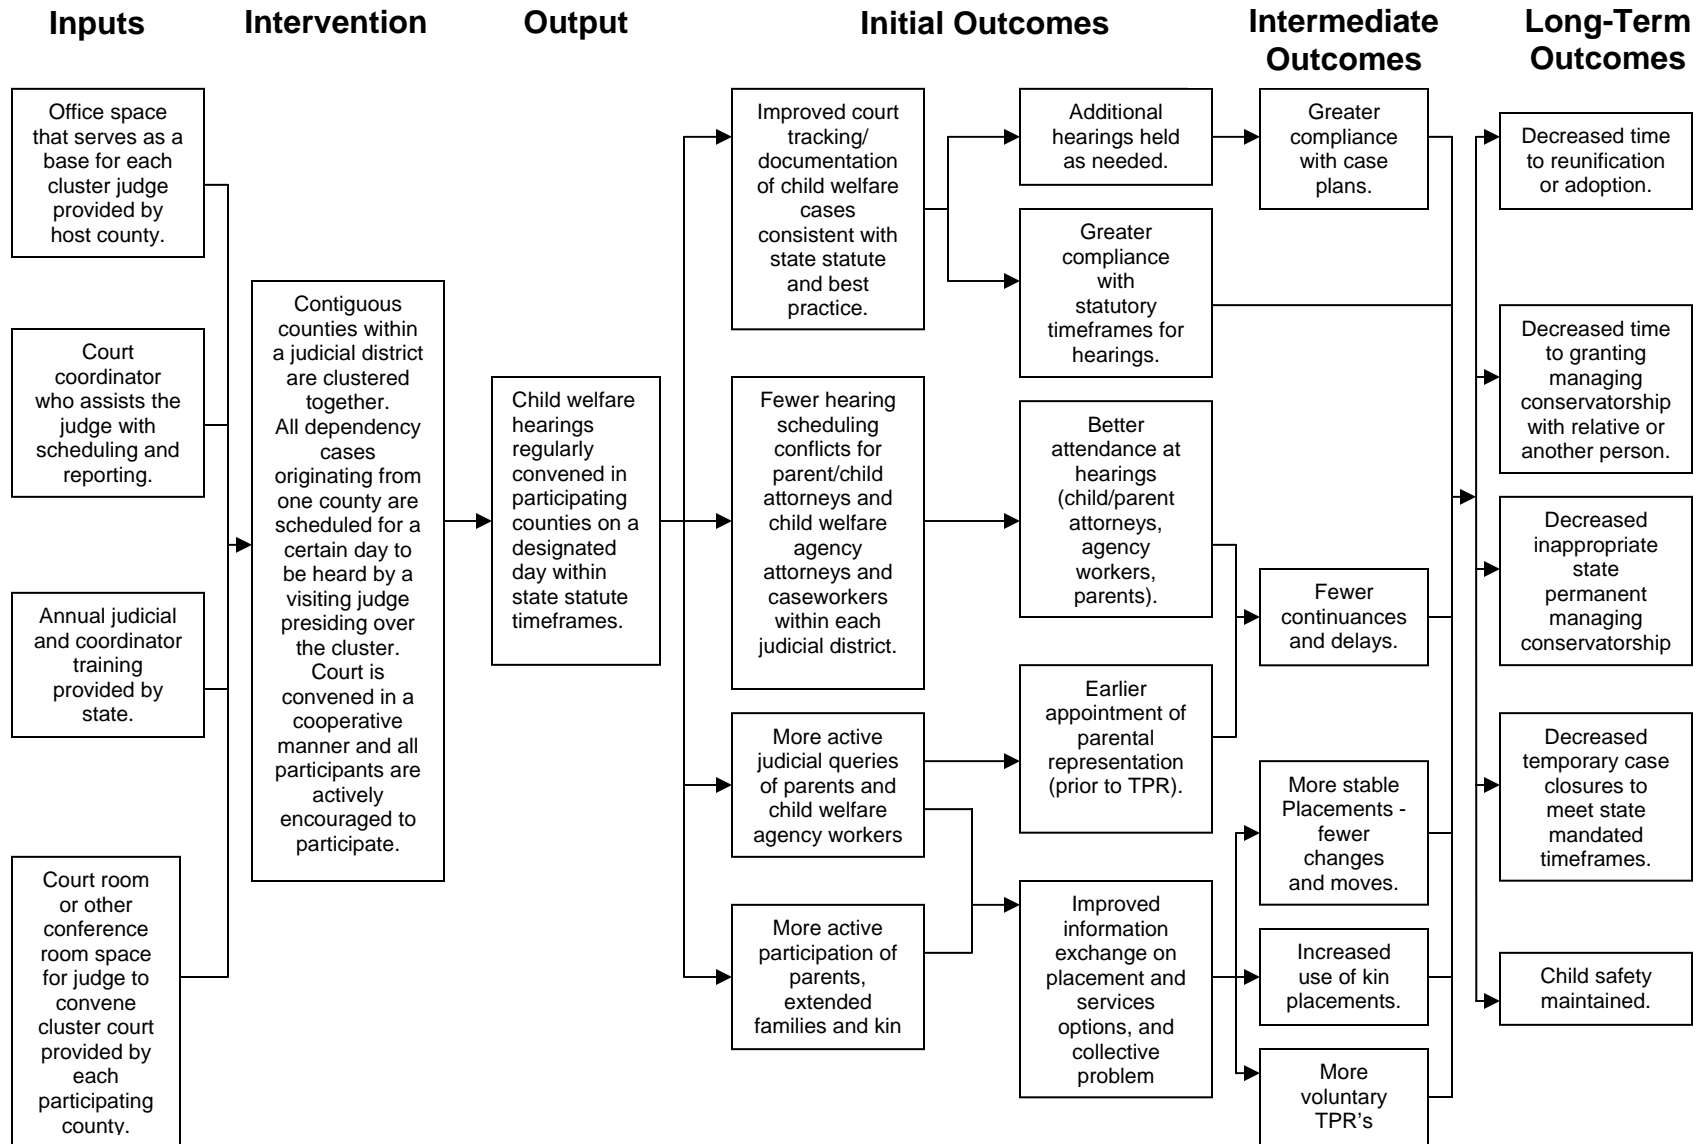 Inputs
Intervention
Output
Initial Outcomes
Intermediate
Outcomes
Long-Term
Outcomes
Office space
that serves as a
base for each
cluster judge
provided by
host county.
Court
coordinator
who assists the
judge with
scheduling and
reporting.
Annual judicial
and coordinator
training
provided by
state.
Court room
or other
conference
room space
for judge to
convene
cluster court
provided by
each
participating
county.
Contiguous
counties within
a judicial district
are clustered
together.
All dependency
cases
originating from
one county are
scheduled for a
certain day to
be heard by a
visiting judge
presiding over
the cluster.
Court is
convened in a
cooperative
manner and all
participants are
actively
encouraged to
participate.
Child welfare
hearings
regularly
convened in
participating
counties on a
designated
day within
state statute
timeframes.
Improved court
tracking/
documentation
of child welfare
cases
consistent with
state statute
and best
practice.
Fewer hearing
scheduling
conflicts for
parent/child
attorneys and
child welfare
agency
attorneys and
caseworkers
within each
judicial district.
More active
judicial queries
of parents and
child welfare
agency workers
More active
participation of
parents,
extended
families and kin
Additional
hearings held
as needed.
Greater
compliance
with
statutory
timeframes for
hearings.
Better
attendance at
hearings
(child/parent
attorneys,
agency
workers,
parents).
Earlier
appointment of
parental
representation
(prior to TPR).
Improved
information
exchange on
placement and
services
options, and
collective
problem
Greater
compliance
with case
plans.
Fewer
continuances
and delays.
More stable
Placements -
fewer
changes
and moves.
Increased
use of kin
placements.
More
voluntary
TPR's
Decreased time
to reunification
or adoption.
Decreased time
to granting
managing
conservatorship
with relative or
another person.
Decreased
inappropriate
state
permanent
managing
conservatorship
Decreased
temporary case
closures to
meet state
mandated
timeframes.
Child safety
maintained.